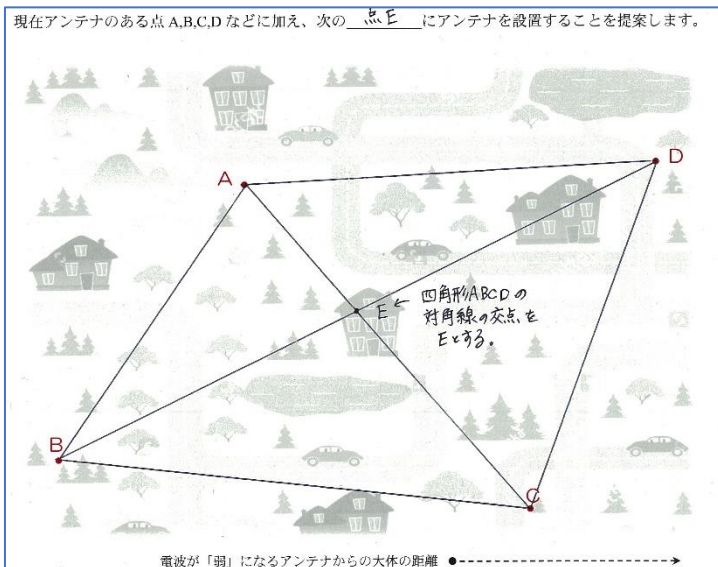 現在アンテナのある点 A,B,C,D などに加え、次の 点E にアンテナを設置することを提案します。
A
D
E ← 四角形ABCDの
対角線の交点を
Eとする。
B
C
電波が「弱」になるアンテナからの大体の距離